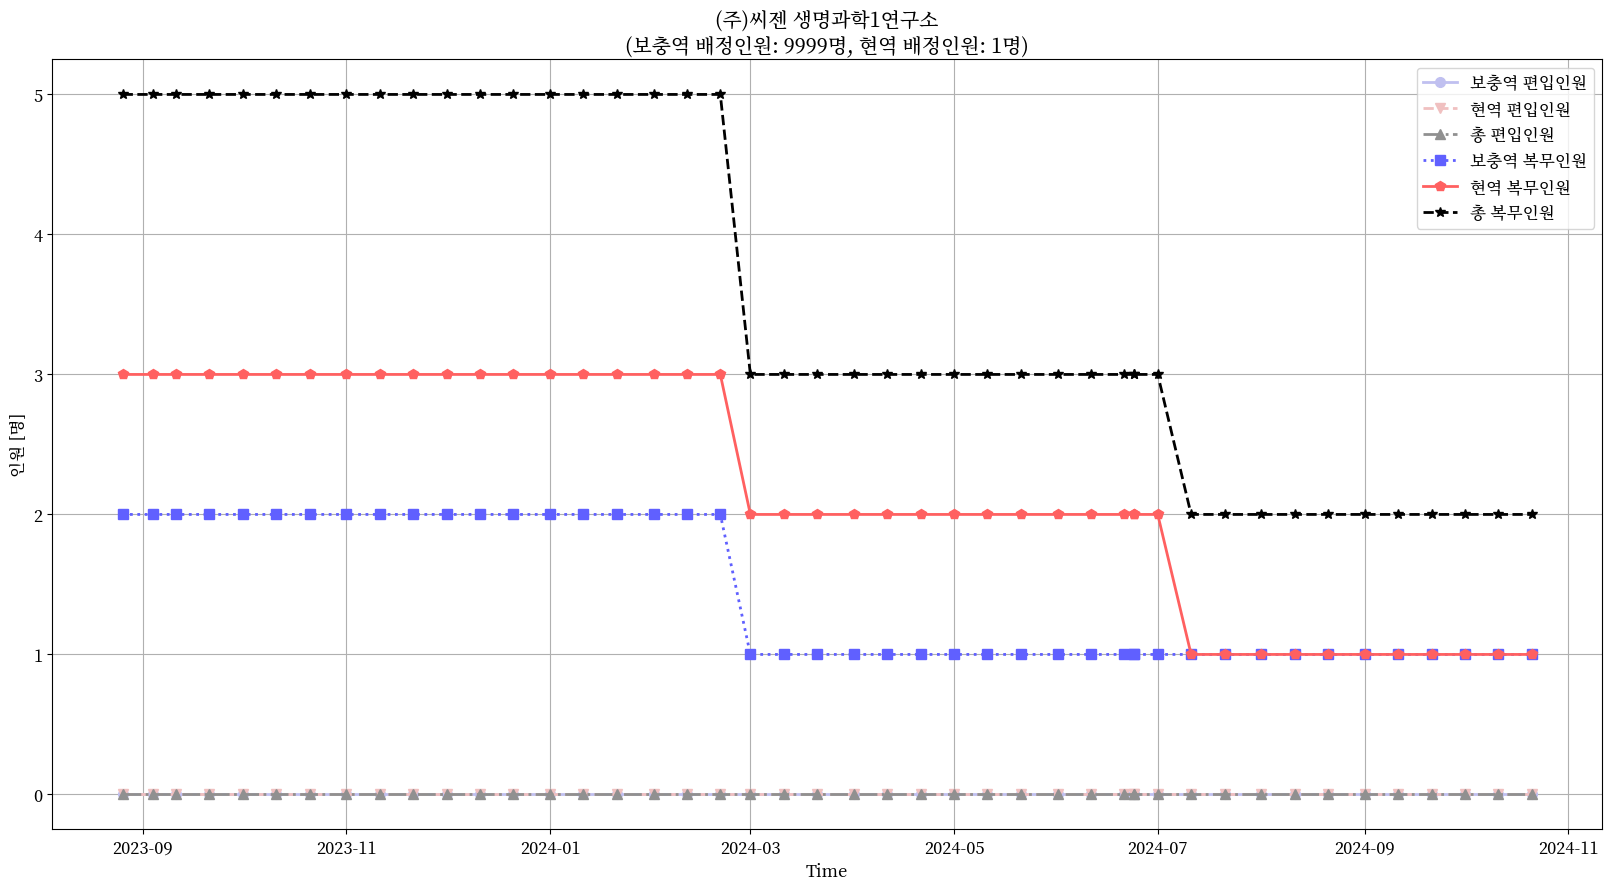 (주)씨젠 생명과학1연구소
(보충역 배정인원: 9999명, 현역 배정인원: 1명)
보충역 편입인원
현역 편입인원
총 편입인원
보충역 복무인원
현역 복무인원
총 복무인원
인원 [명]
5
4
3
2
1
0
2023-09
2023-11
2024-01
2024-03
2024-05
2024-07
2024-09
2024-11
Time